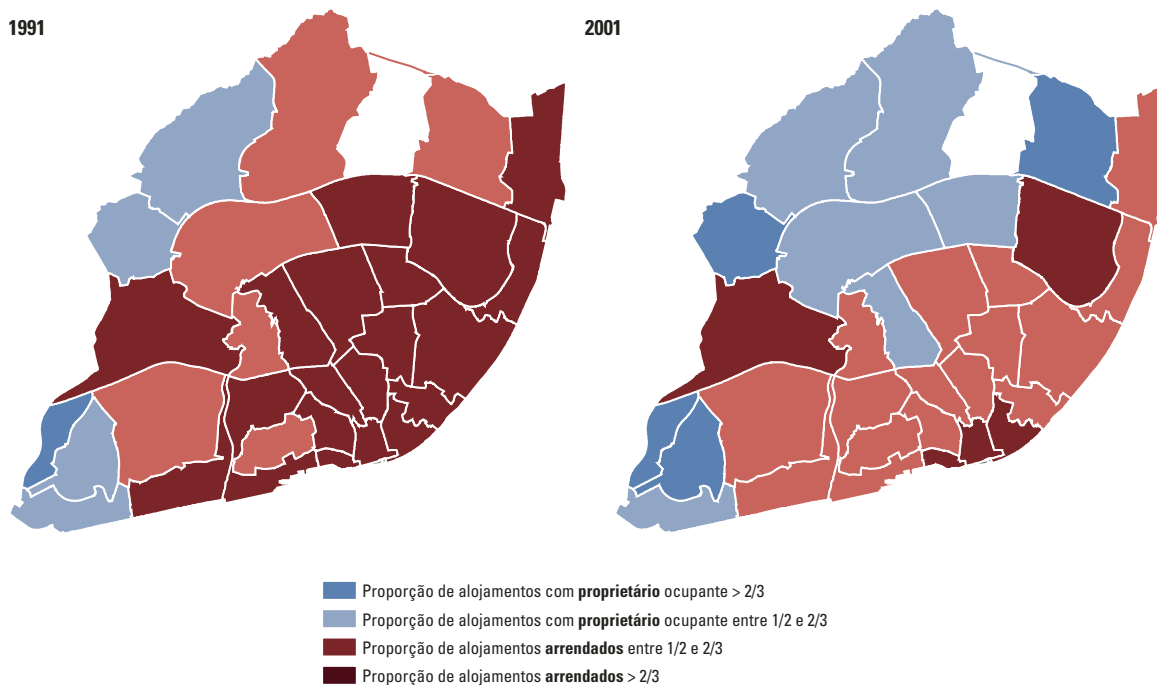 1991
2001
Proporção de alojamentos com proprietário ocupante > 2/3
Proporção de alojamentos com proprietário ocupante entre 1/2 e 2/3
Proporção de alojamentos arrendados entre 1/2 e 2/3
Proporção de alojamentos arrendados > 2/3